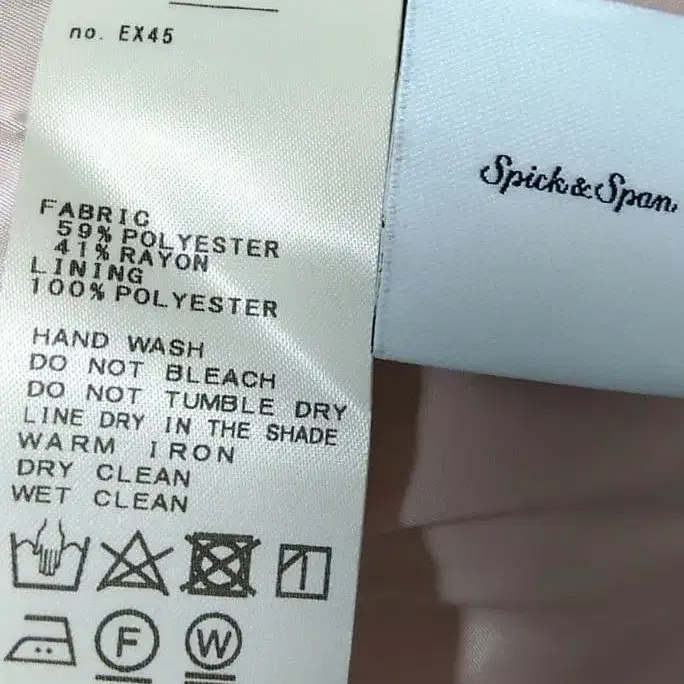 no. EX45
FABRIC
59% POLYESTER
41% RAYON
LINING
100% POLYESTER
HAND WASH
DO NOT BLEACH
DO NOT TUMBLE DRY
LINE DRY IN THE SHADE
WARM IRON
DRY CLEAN
WET CLEAN
F W
Spick & Span